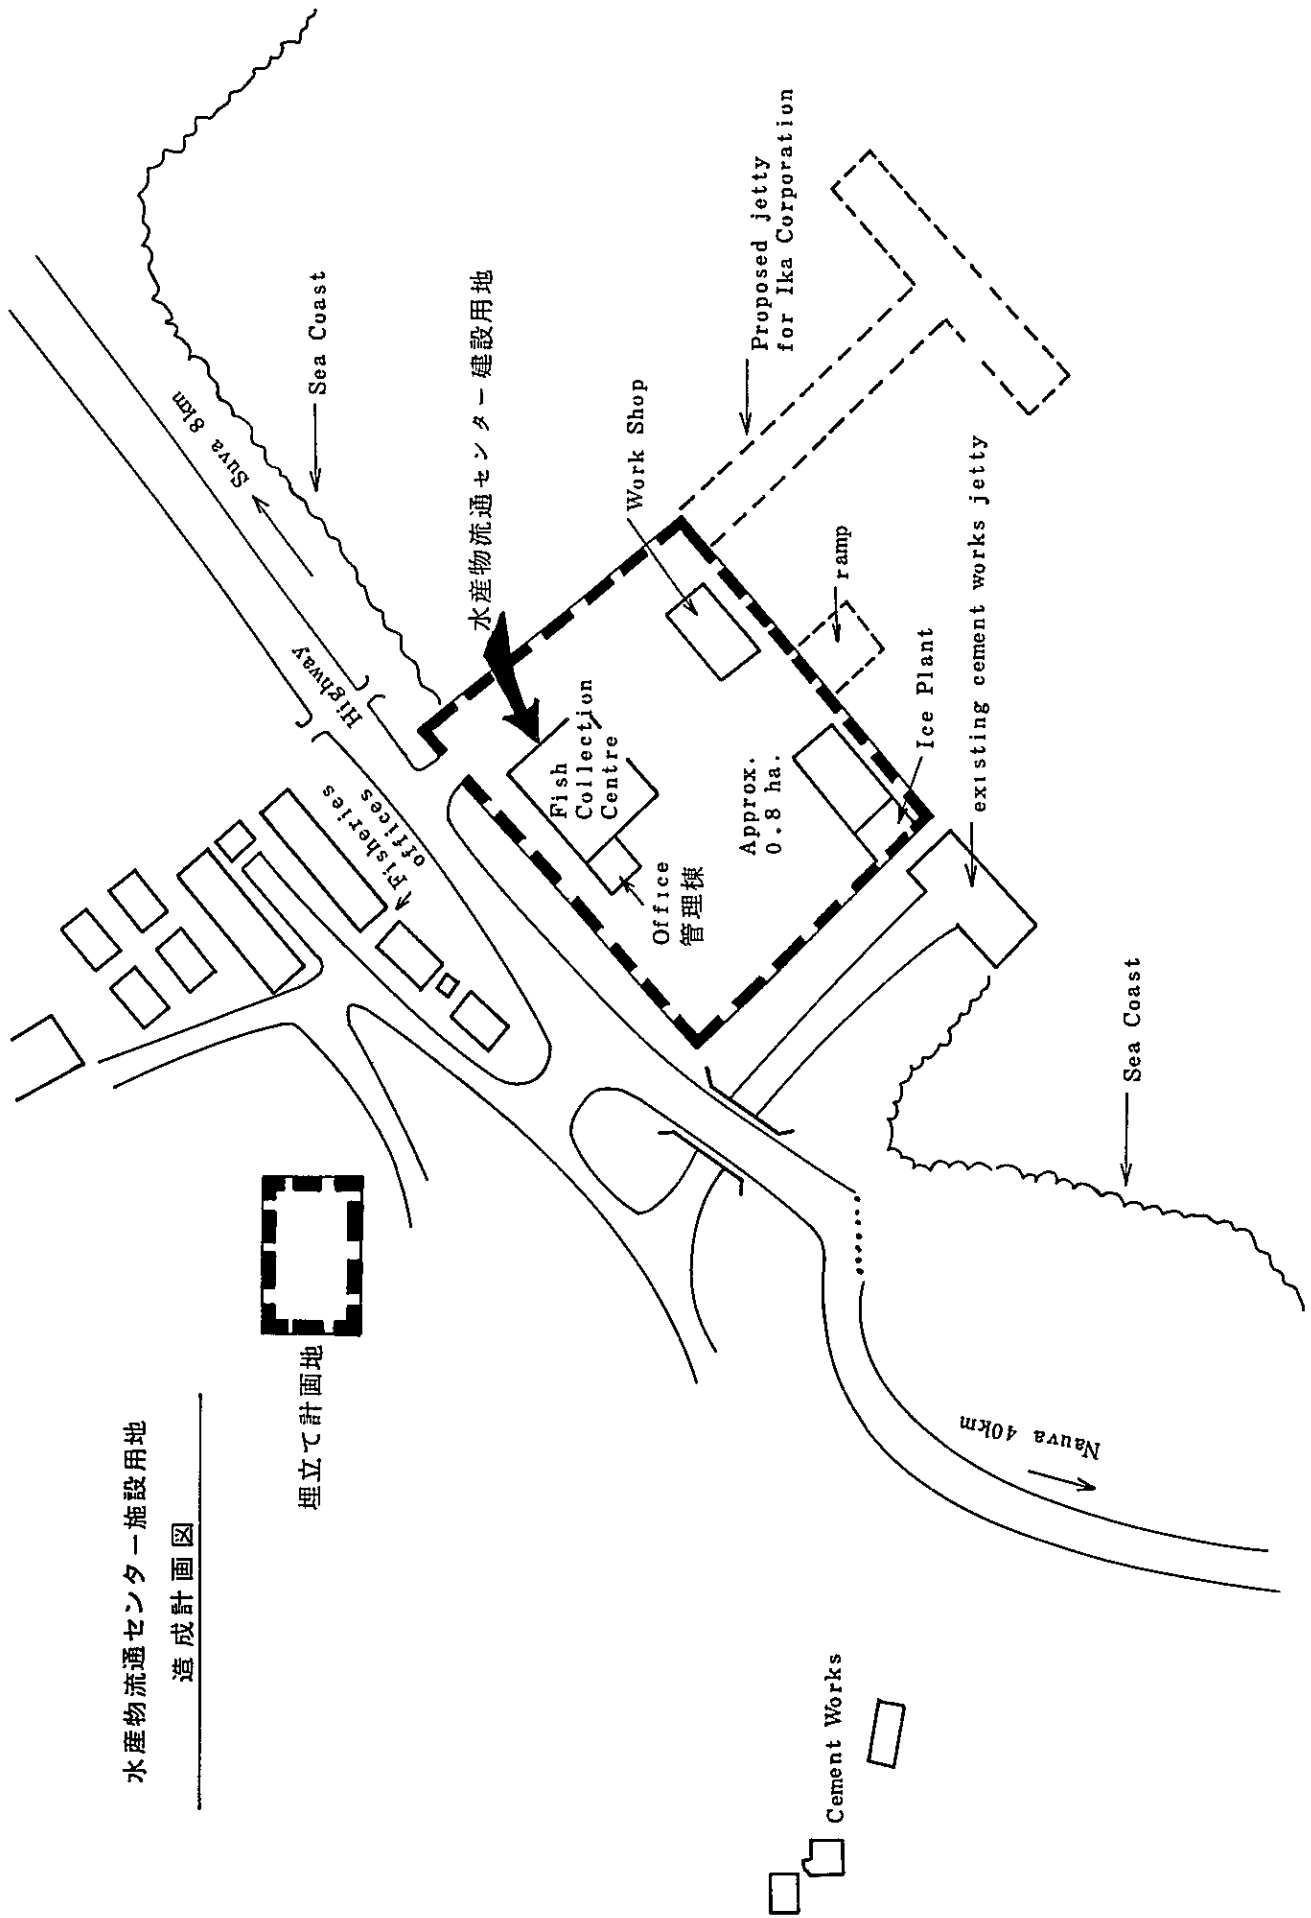 水産物流通センター施設用地
造成計画図
埋立て計画地
Suva 8km
Highway
Sea Coast
水産物流通センター建設用地
Fisheries
offices
Fish
Collection
Centre
Office
管理棟
Work Shop
Proposed jetty
for Ika Corporation
Approx.
0.8 ha.
ramp
Ice Plant
existing cement works jetty
Sea Coast
Nauva 40km
Cement Works